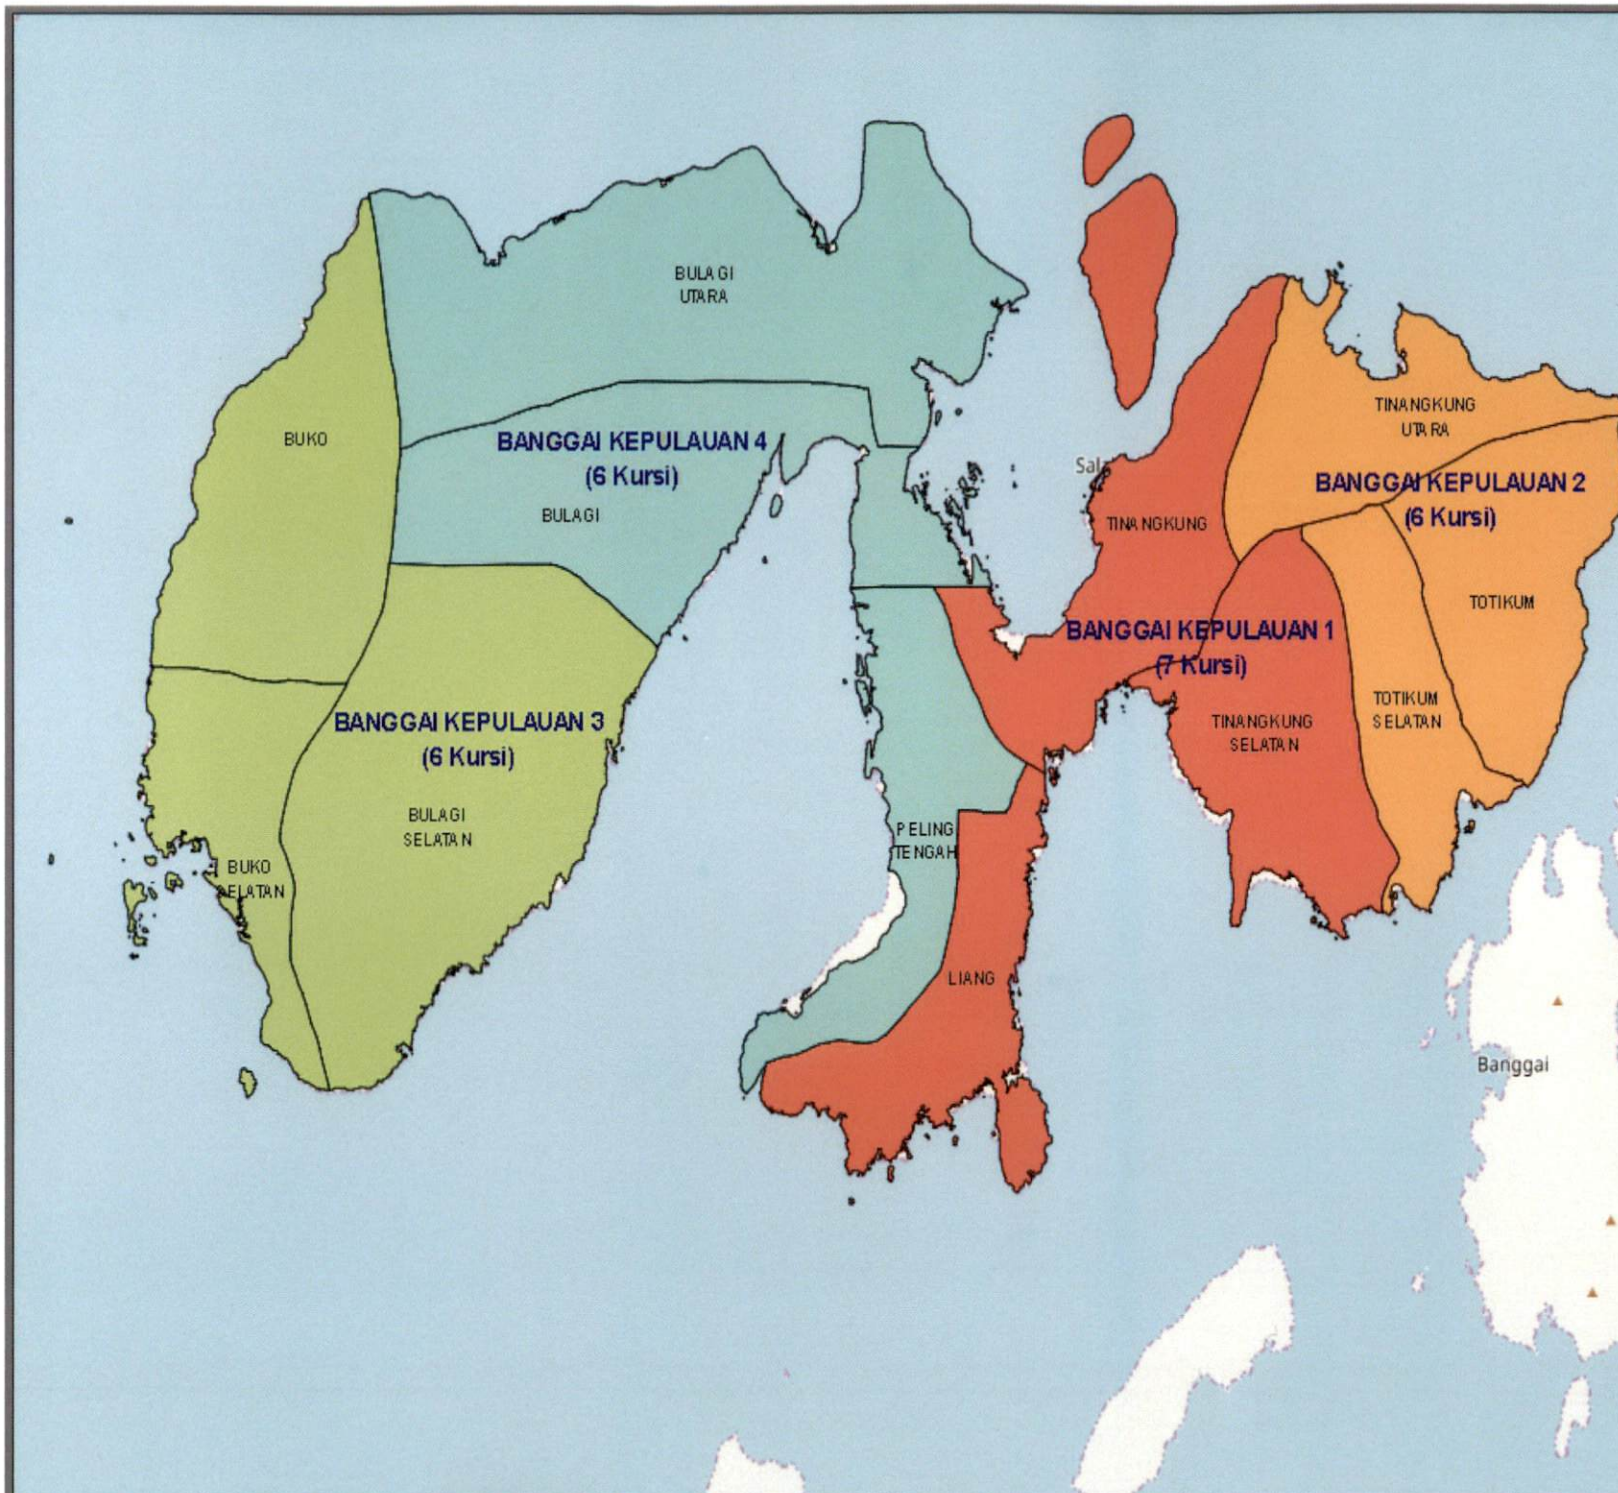 BULAGI
UTARA
TINANGKUNG
UTARA
BUKO
BANGGAI KEPULAUAN 4
(6 Kursi)
BULAGI
Sala
BANGGAI KEPULAUAN 2
(6 Kursi)
TINANGKUNG
TOTIKUM
BANGGAI KEPULAUAN 1
(7 Kursi)
TOTIKUM
SELATAN
TINANGKUNG
SELATAN
BANGGAI KEPULAUAN 3
(6 Kursi)
BULAGI
SELATAN
PELING
TENGAH
BUKO
SELATAN
LIANG
Banggai